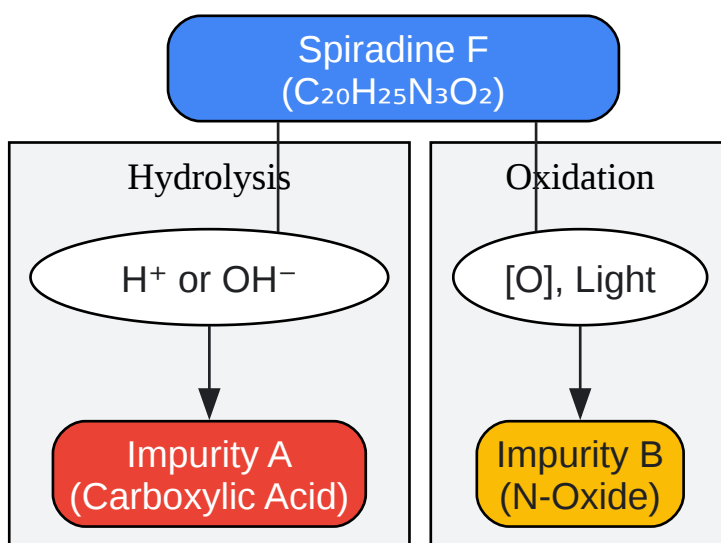 Spiradine F
(C₂₀H₂₅N₃O₂)
Hydrolysis
Oxidation
H⁺ or OH⁻
[O], Light
Impurity A
(Carboxylic Acid)
Impurity B
(N-Oxide)